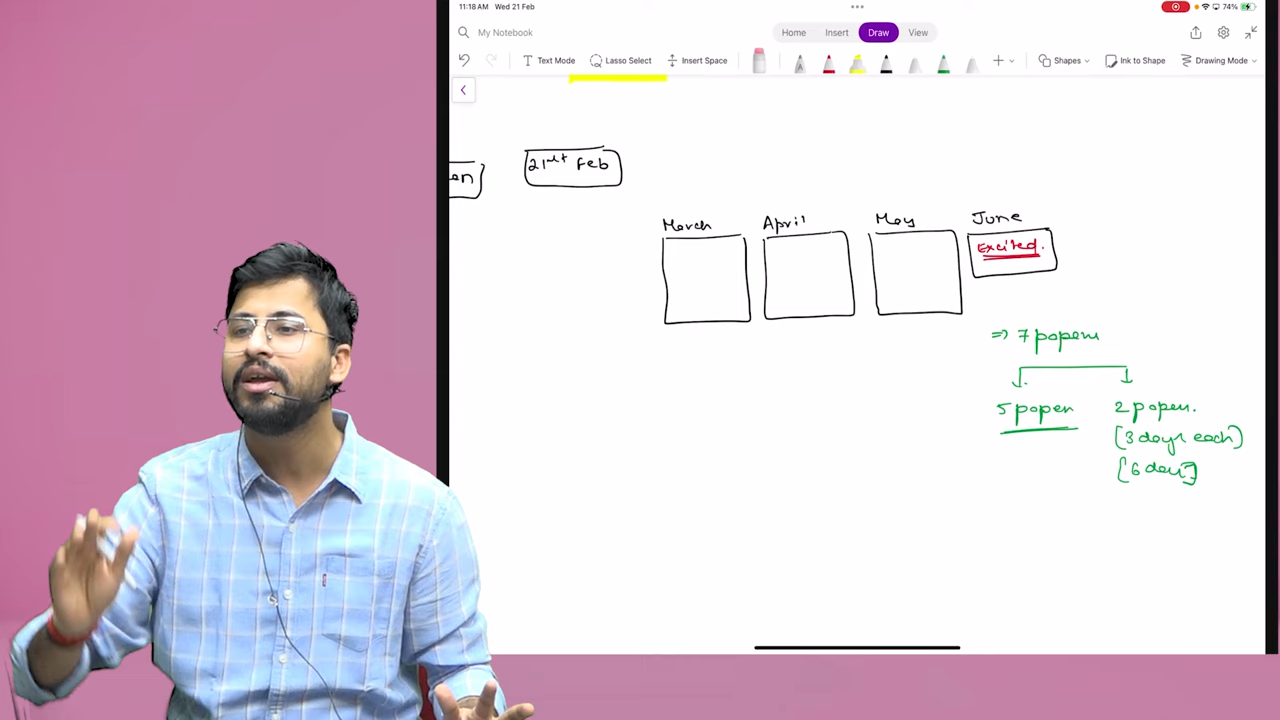 11:18 AM Wed 21 Feb
74%
My Notebook
Home Insert Draw View
Text Mode Lasso Select Insert Space Shapes Ink to Shape Drawing Mode
en
21st Feb
March April May June
Excited.
=> 7 papers
5 paper 2 paper.
[3 days each)
[6 days]